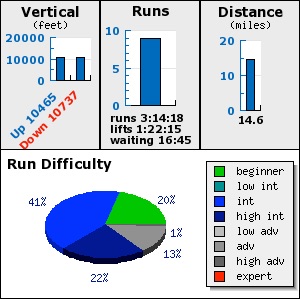 Vertical
(feet)
20000
10000
0
Up 10465
Down 10737
Runs
10
5
0
runs 3:14:18
lifts 1:22:15
waiting 16:45
Distance
(miles)
20
10
0
14.6
Run Difficulty
41%
20%
1%
13%
22%
beginner
low int
int
high int
low adv
adv
high adv
expert